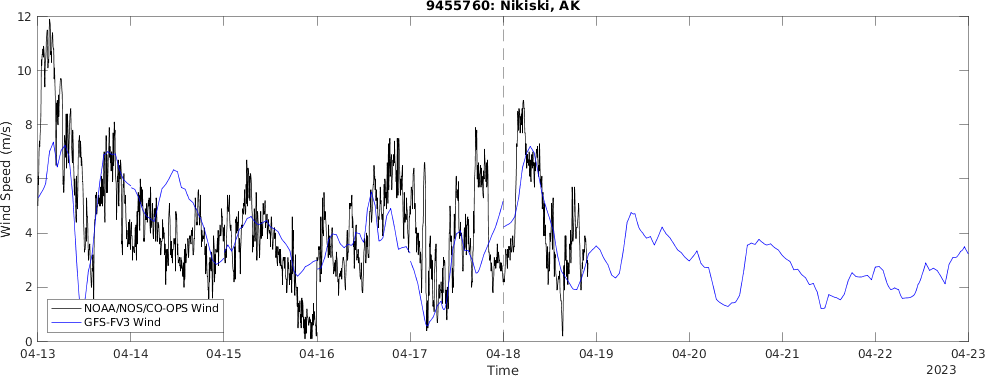 9455760: Nikiski, AK
12
10
8
6
4
2
0
Wind Speed (m/s)
NOAA/NOS/CO-OPS Wind
GFS-FV3 Wind
04-13 04-14 04-15 04-16 04-17 04-18 04-19 04-20 04-21 04-22 04-23
Time
2023